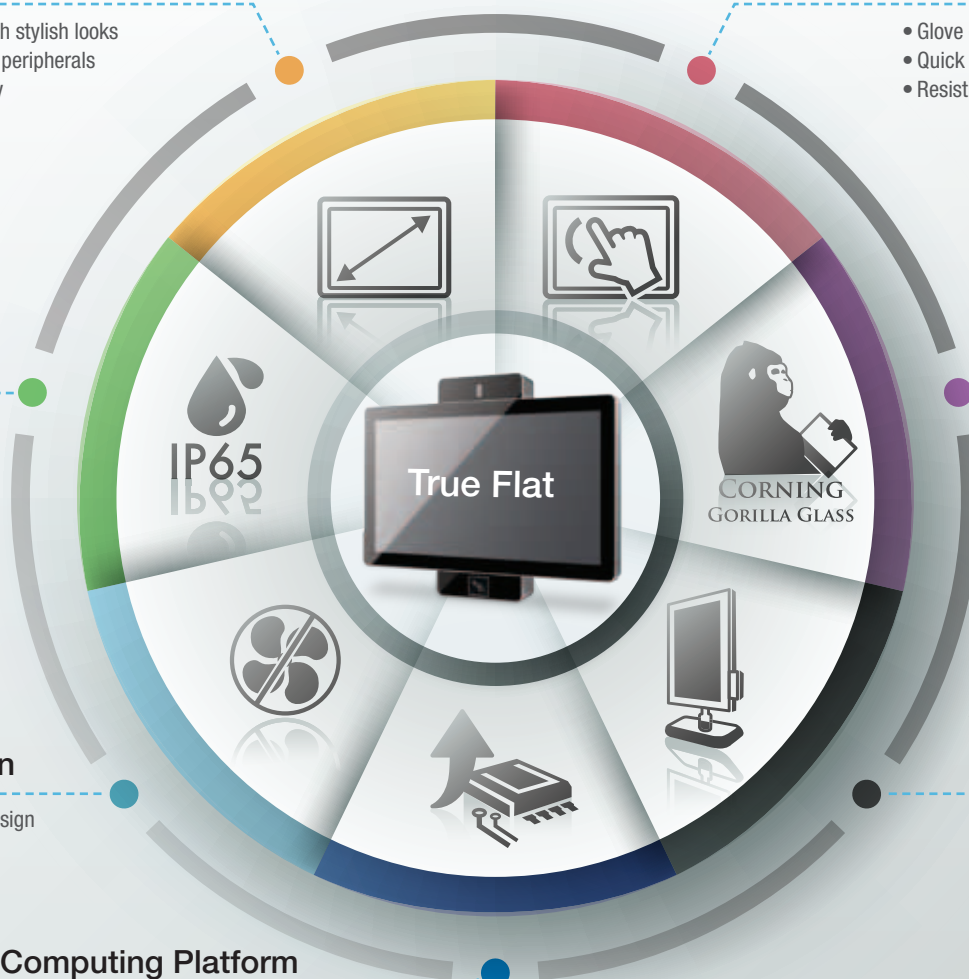 h stylish looks
peripherals
y
• Glove
• Quick
• Resist
IP65
True Flat
CORNING
GORILLA GLASS
n
sign
Computing Platform